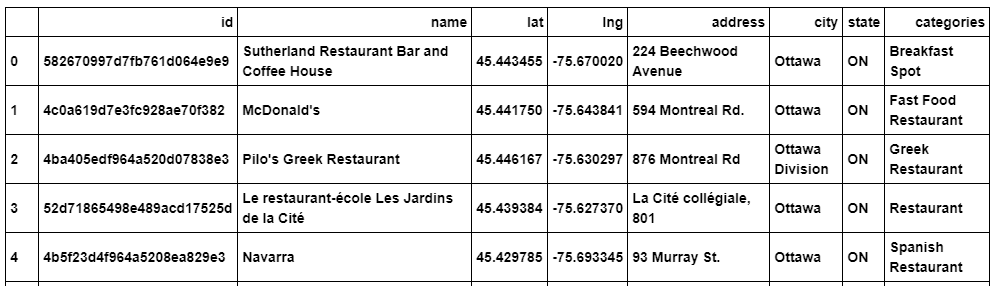 id name lat lng address city state categories
0 582670997d7fb761d064e9e9 Sutherland Restaurant Bar and Coffee House 45.443455 -75.670020 224 Beechwood Avenue Ottawa ON Breakfast Spot
1 4c0a619d7e3fc928ae70f382 McDonald's 45.441750 -75.643841 594 Montreal Rd. Ottawa ON Fast Food Restaurant
2 4ba405edf964a520d07838e3 Pilo's Greek Restaurant 45.446167 -75.630297 876 Montreal Rd Ottawa Division ON Greek Restaurant
3 52d71865498e489acd17525d Le restaurant-école Les Jardins de la Cité 45.439384 -75.627370 La Cité collégiale, 801 Ottawa ON Restaurant
4 4b5f23d4f964a5208ea829e3 Navarra 45.429785 -75.693345 93 Murray St. Ottawa ON Spanish Restaurant